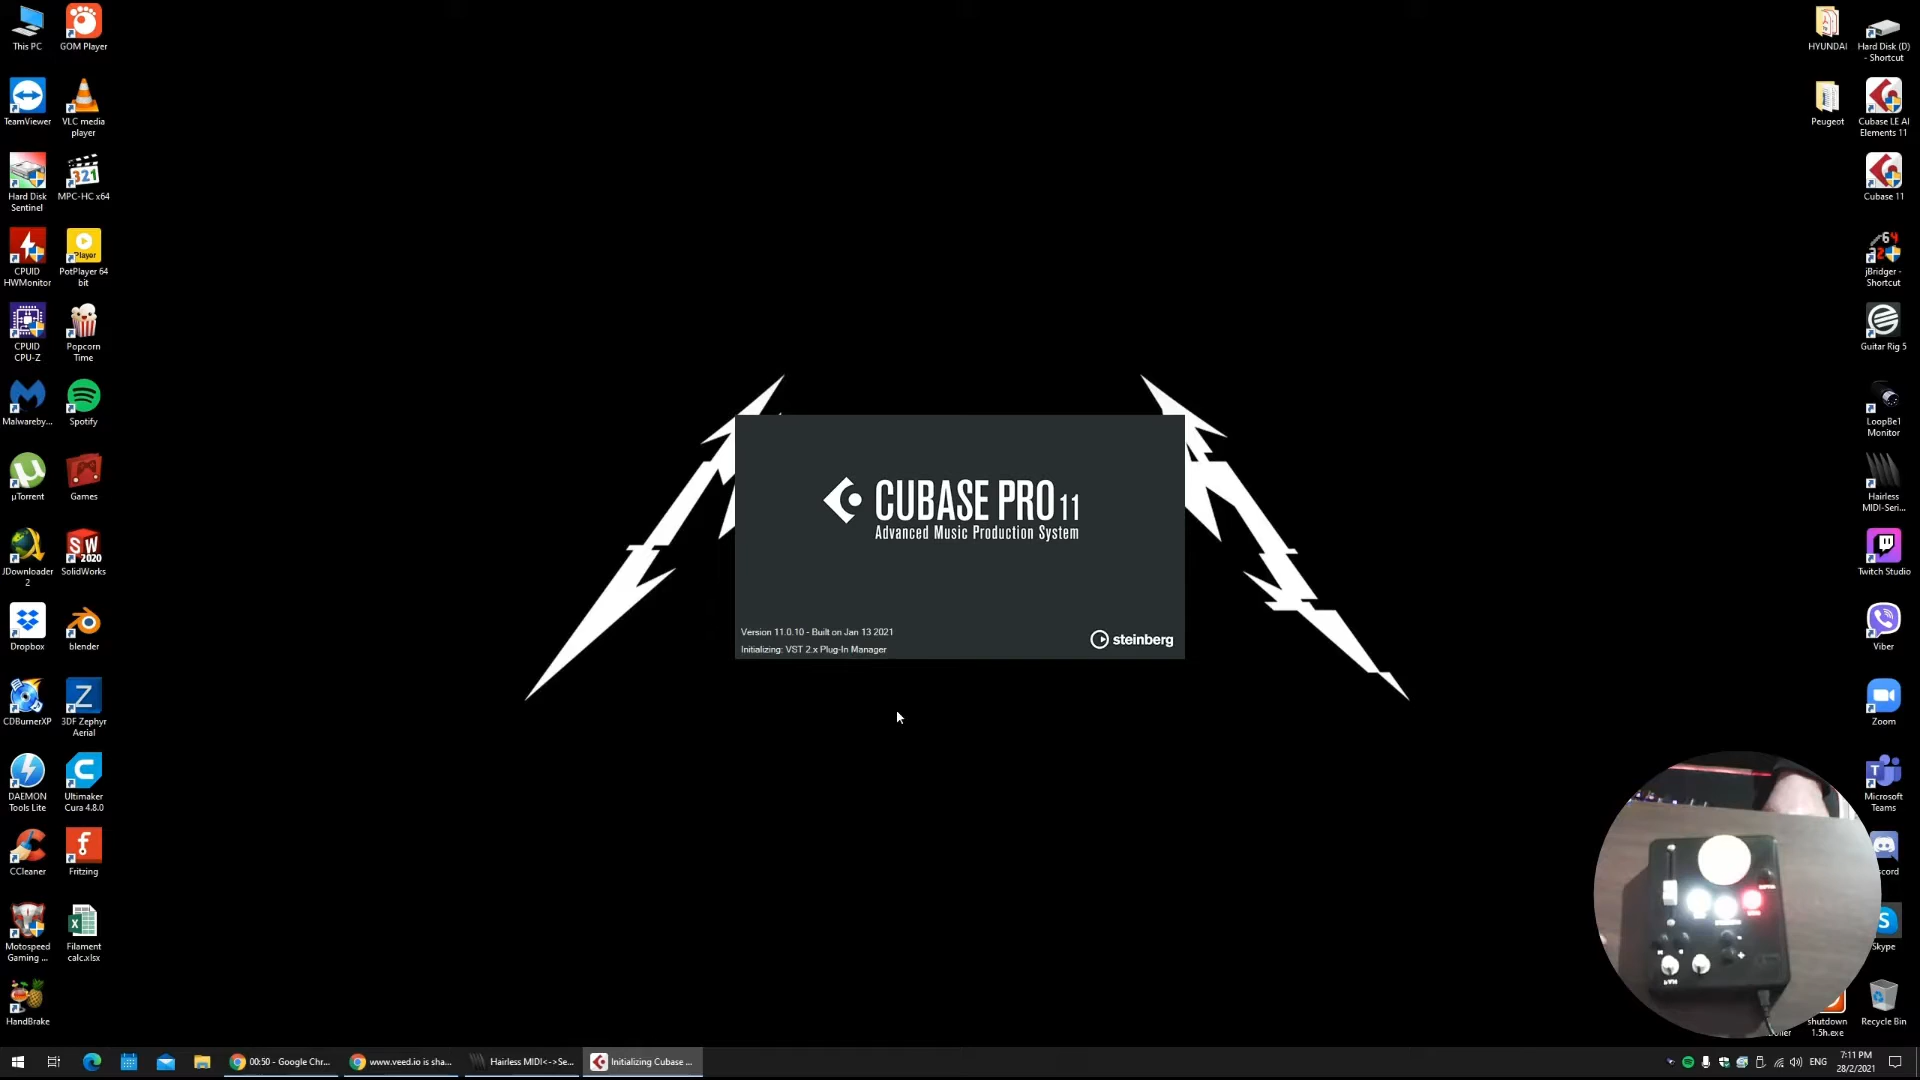 This PC
GOM Player
TeamViewer
VLC media
player
Hard Disk
Sentinel
MPC-HC x64
CPUID
HWMonitor
PotPlayer 64
bit
CPUID
CPU-Z
Popcorn
Time
Malwareby...
Spotify
µTorrent
Games
JDownloader
2
SolidWorks
Dropbox
blender
CDBurnerXP
3DF Zephyr
Aerial
DAEMON
Tools Lite
Ultimaker
Cura 4.8.0
CCleaner
Fritzing
Motospeed
Gaming ...
Filament
calc.xlsx
HandBrake
CUBASE PRO 11
Advanced Music Production System
Version 11.0.10 - Built on Jan 13 2021
Initializing: VST 2.x Plug-In Manager
steinberg
HYUNDAI
Hard Disk (D)
- Shortcut
Peugeot
Cubase LE AI
Elements 11
Cubase 11
jBridger -
Shortcut
Guitar Rig 5
LoopBe1
Monitor
Hairless
MIDI-Seri...
Twitch Studio
Viber
Zoom
Microsoft
Teams
cord
Skype
shutdown
1.5h.exe
Recycle Bin
00:50 - Google Chr...
www.veed.io is sha...
Hairless MIDI<->Se...
Initializing Cubase ...
ENG
7:11 PM
28/2/2021